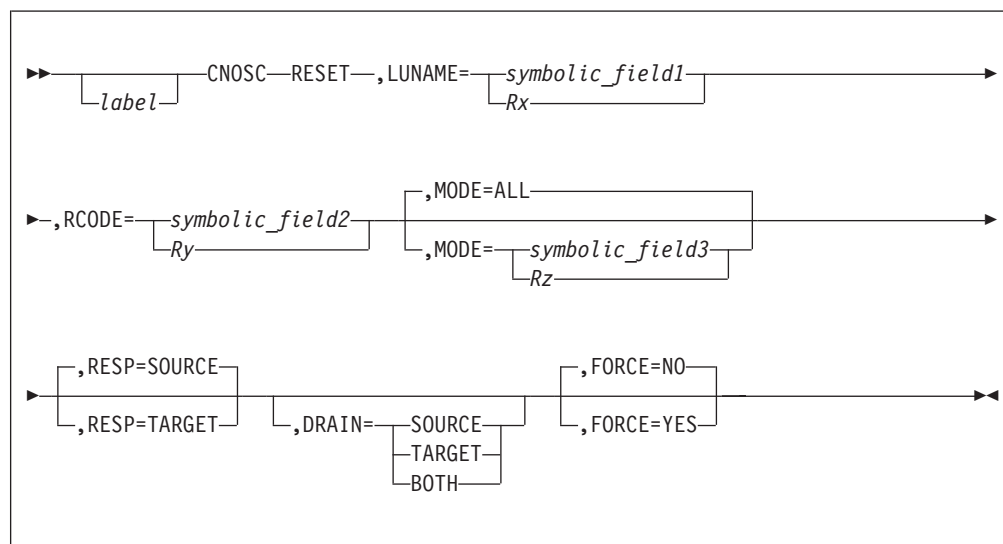 CNOSC RESET ,LUNAME= symbolic_field1
label Rx
,MODE=ALL
,RCODE= symbolic_field2
Ry ,MODE= symbolic_field3
Rz
,RESP=SOURCE ,FORCE=NO
,RESP=TARGET ,DRAIN= SOURCE ,FORCE=YES
TARGET
BOTH